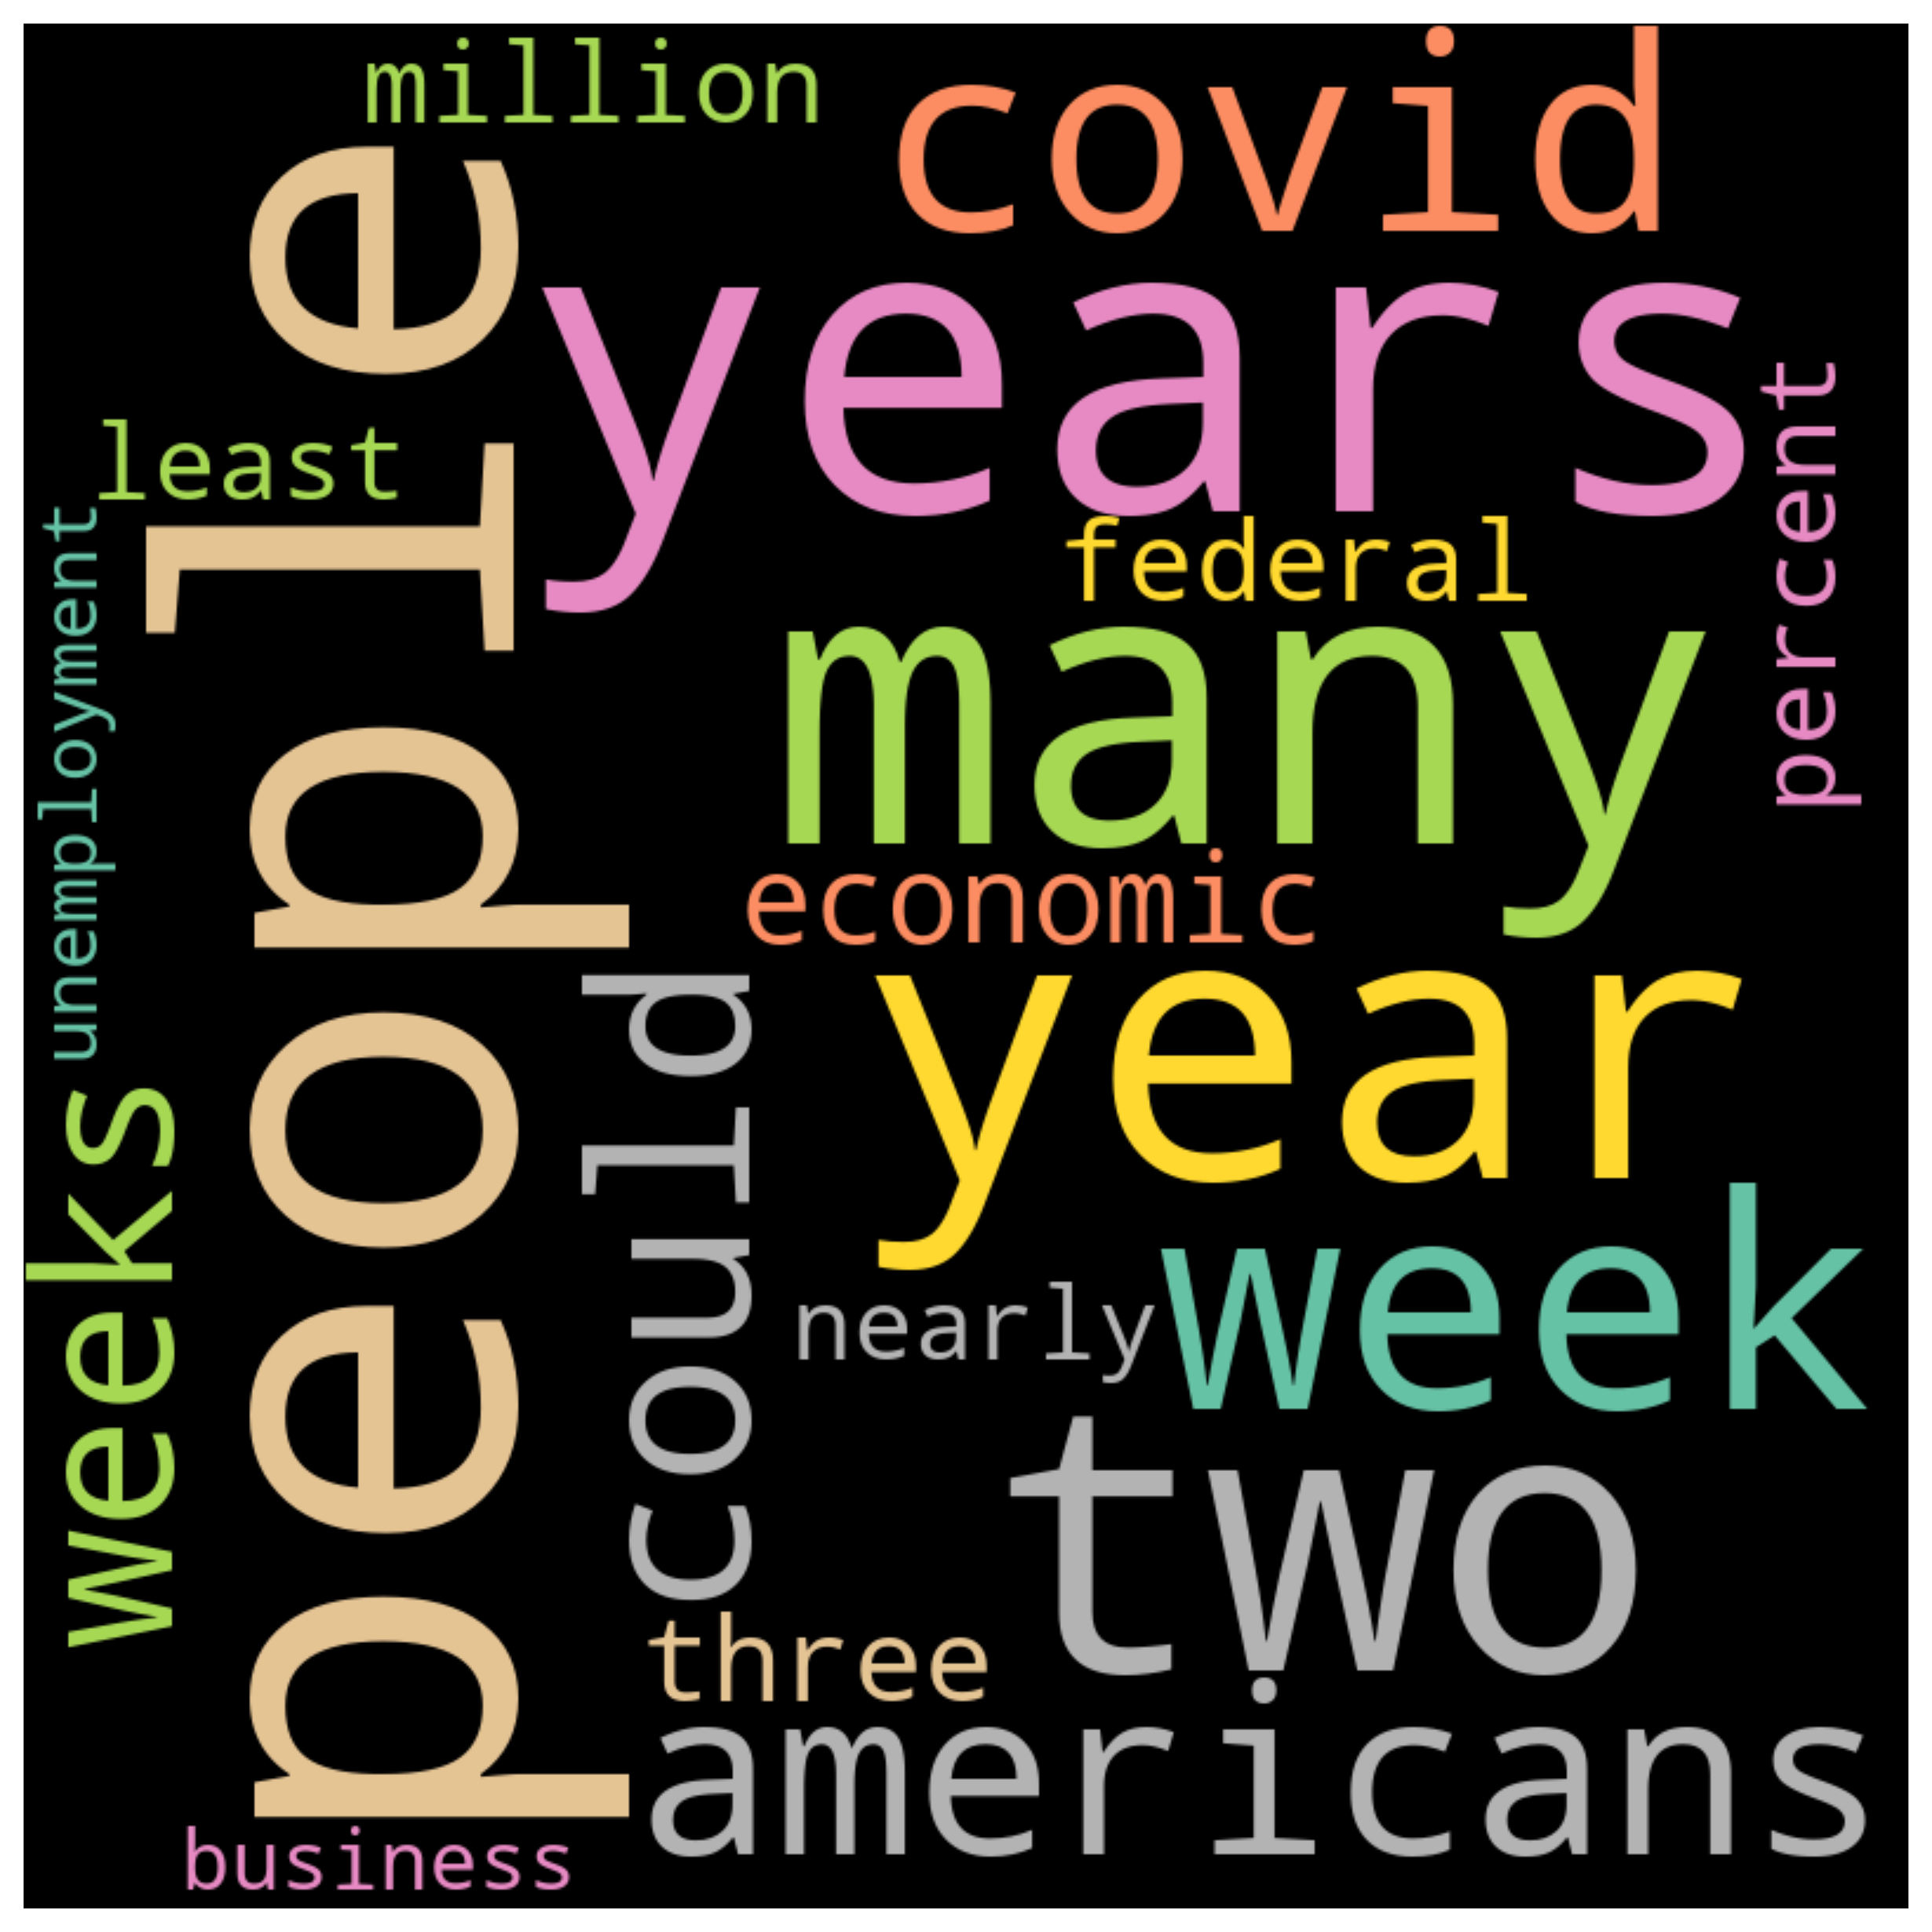 million
covid
people
years
least
percent
unemployment
federal
many
economic
year
could
weeks
week
nearly
two
three
americans
business